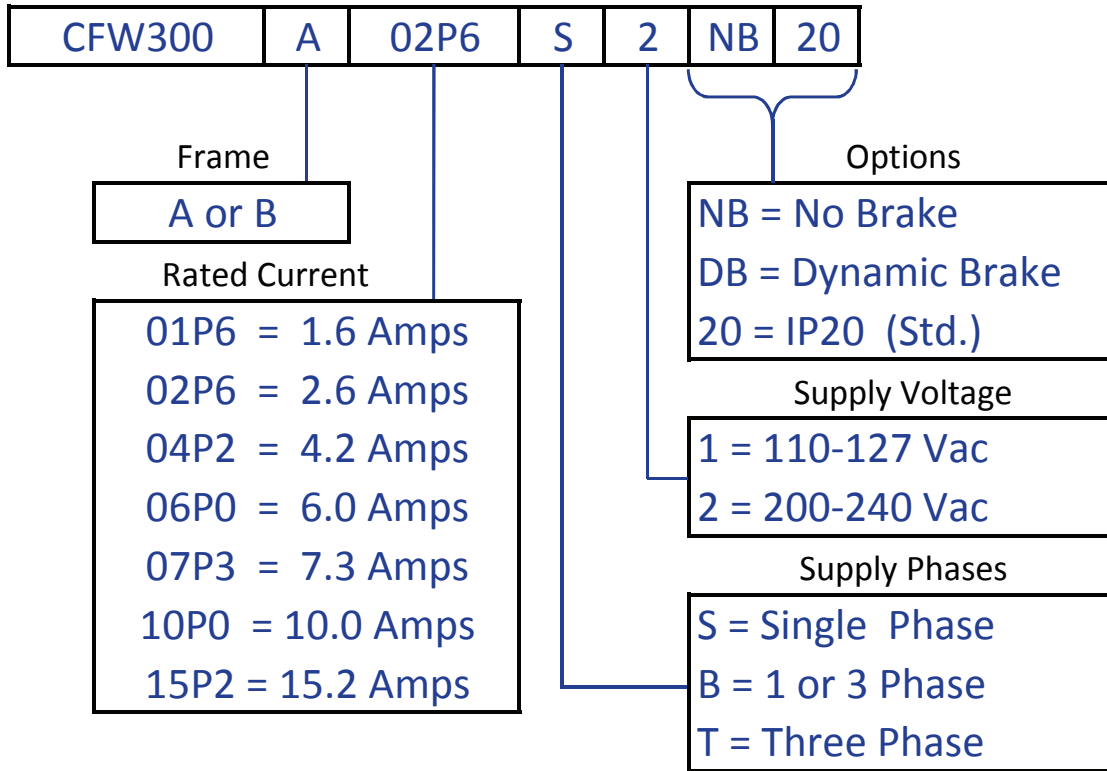 CFW300 A 02P6 S 2 NB 20
Frame
A or B
Rated Current
01P6 = 1.6 Amps
02P6 = 2.6 Amps
04P2 = 4.2 Amps
06P0 = 6.0 Amps
07P3 = 7.3 Amps
10P0 = 10.0 Amps
15P2 = 15.2 Amps
Options
NB = No Brake
DB = Dynamic Brake
20 = IP20 (Std.)
Supply Voltage
1 = 110-127 Vac
2 = 200-240 Vac
Supply Phases
S = Single Phase
B = 1 or 3 Phase
T = Three Phase